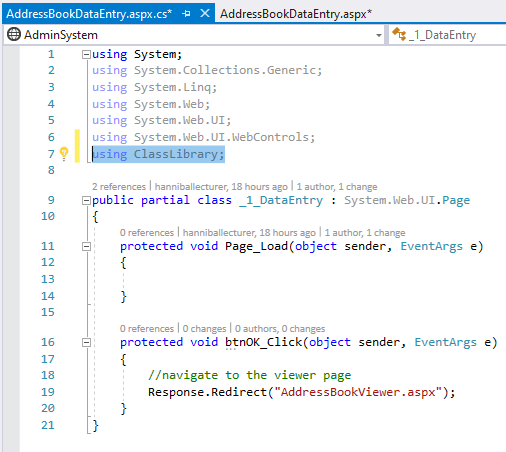 AddressBookDataEntry.aspx.cs* AddressBookDataEntry.aspx*
AdminSystem _1_DataEntry
1 using System;
2 using System.Collections.Generic;
3 using System.Linq;
4 using System.Web;
5 using System.Web.UI;
6 using System.Web.UI.WebControls;
7 using ClassLibrary;
8
2 references | hanniballecturer, 18 hours ago | 1 author, 1 change
9 public partial class _1_DataEntry : System.Web.UI.Page
10 {
0 references | hanniballecturer, 18 hours ago | 1 author, 1 change
11 protected void Page_Load(object sender, EventArgs e)
12 {
13
14 }
15
0 references | 0 changes | 0 authors, 0 changes
16 protected void btnOK_Click(object sender, EventArgs e)
17 {
18 //navigate to the viewer page
19 Response.Redirect("AddressBookViewer.aspx");
20 }
21 }